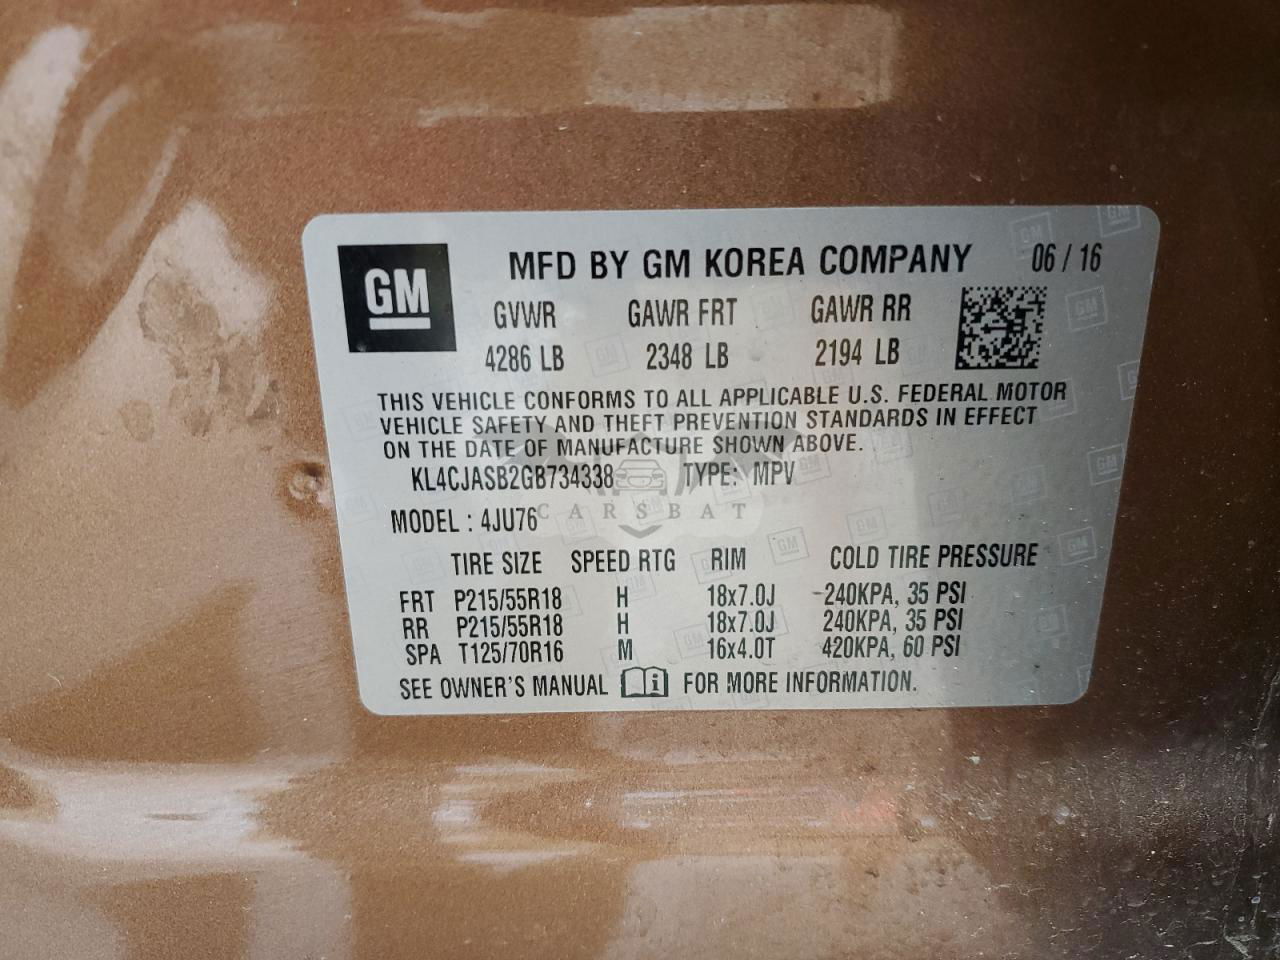 GM
MFD BY GM KOREA COMPANY 06 / 16
GVWR GAWR FRT GAWR RR
4286 LB 2348 LB 2194 LB
THIS VEHICLE CONFORMS TO ALL APPLICABLE U.S. FEDERAL MOTOR
VEHICLE SAFETY AND THEFT PREVENTION STANDARDS IN EFFECT
ON THE DATE OF MANUFACTURE SHOWN ABOVE.
KL4CJASB2GB734338 TYPE: MPV
CARSBAT
MODEL : 4JU76
TIRE SIZE SPEED RTG RIM COLD TIRE PRESSURE
FRT P215/55R18 H 18x7.0J 240KPA, 35 PSI
RR P215/55R18 H 18x7.0J 240KPA, 35 PSI
SPA T125/70R16 M 16x4.0T 420KPA, 60 PSI
SEE OWNER'S MANUAL i FOR MORE INFORMATION.